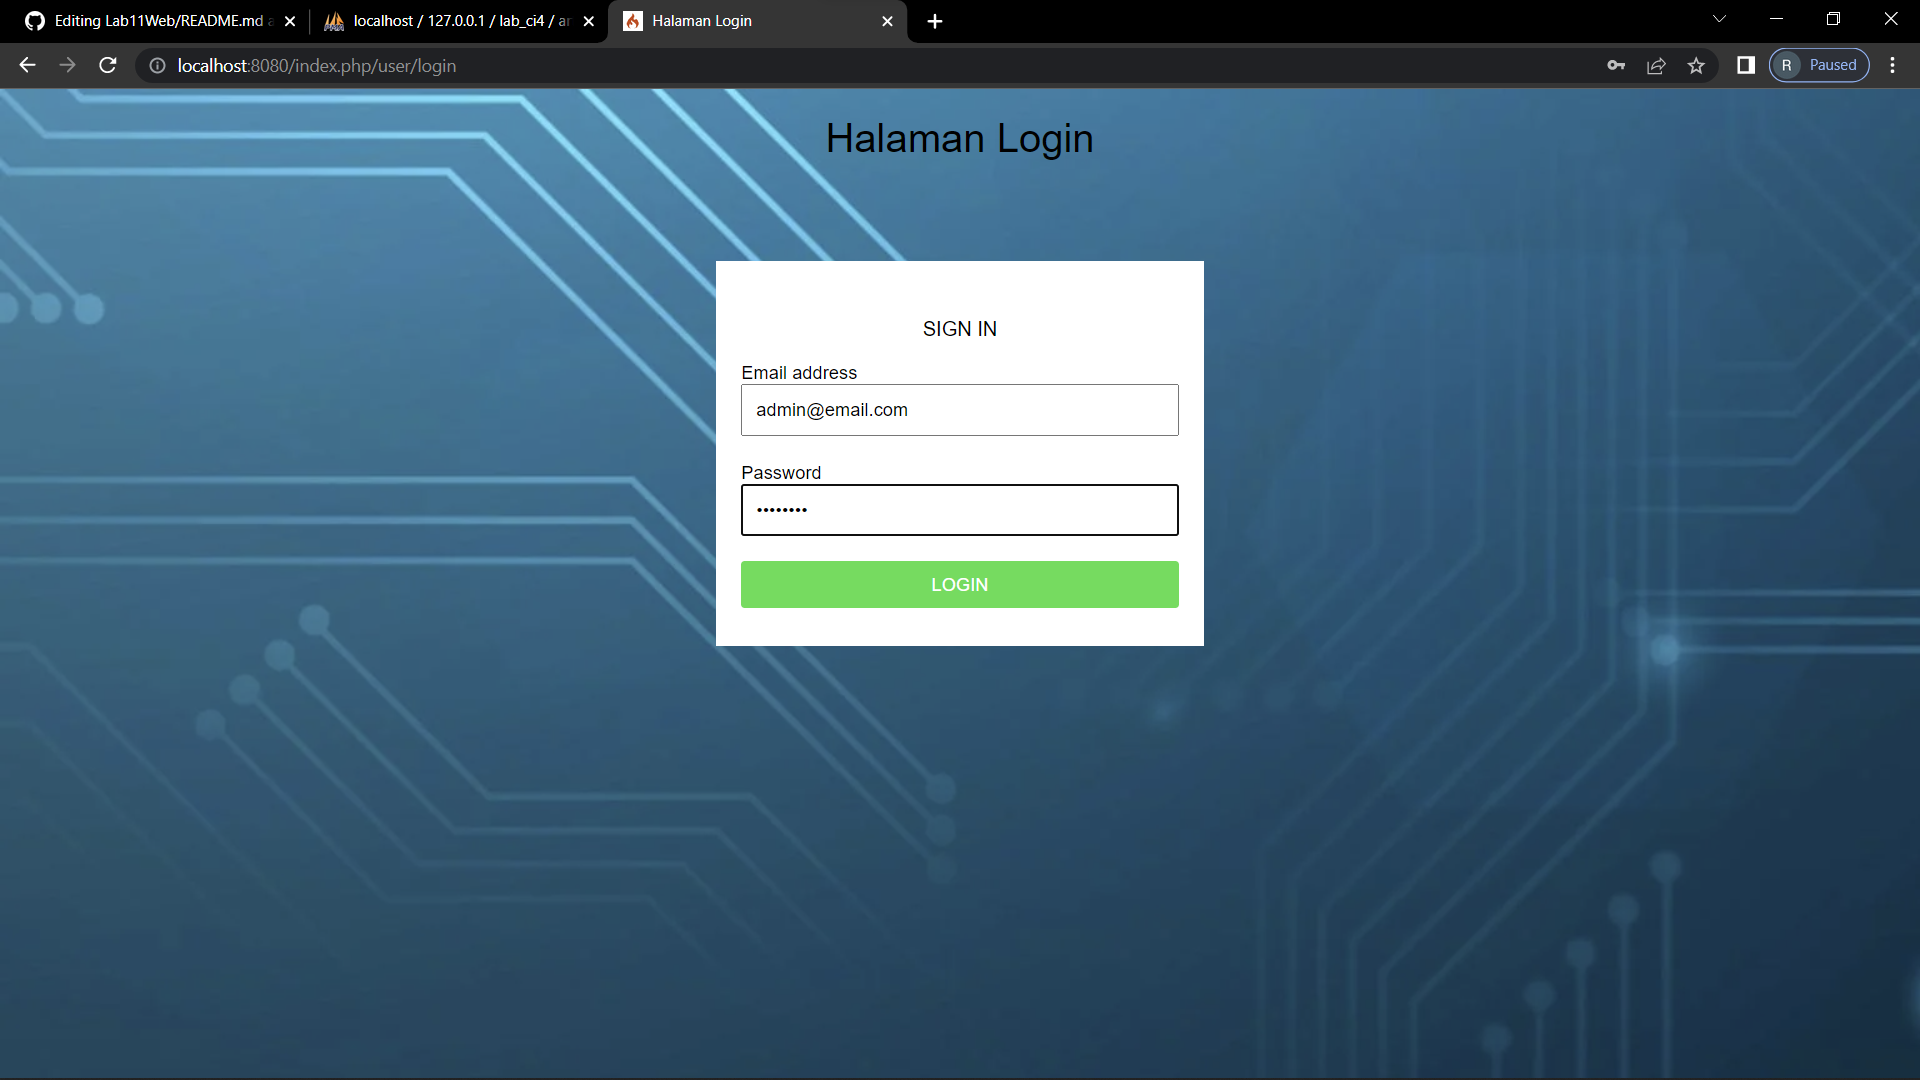 Editing Lab11Web/README.md a
localhost / 127.0.0.1 / lab_ci4 / ar
Halaman Login
localhost:8080/index.php/user/login
R Paused
Halaman Login
SIGN IN
Email address
admin@email.com
Password
••••••••
LOGIN